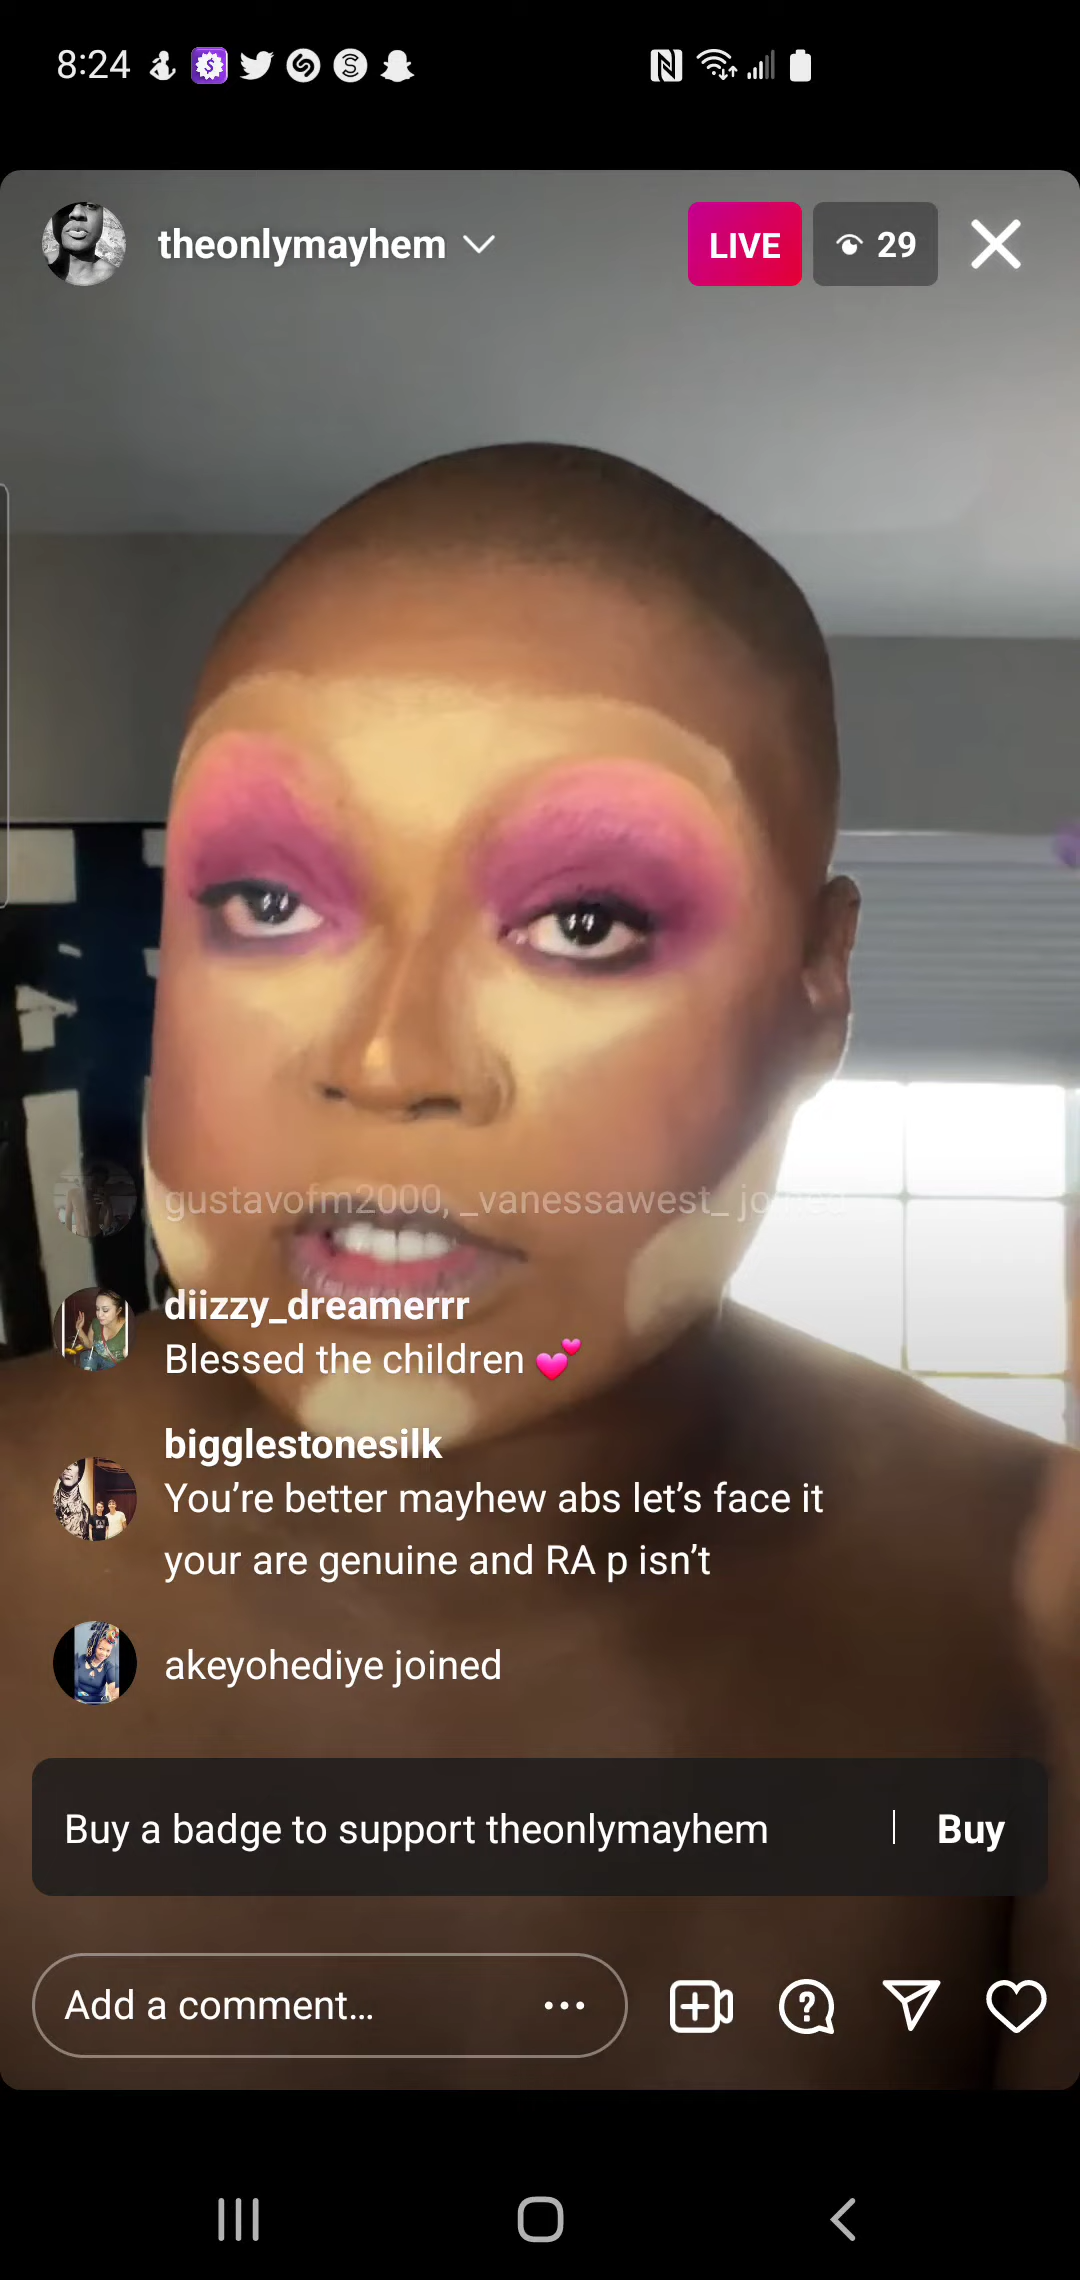 8:24
theonlymayhem
LIVE
29
gustavofm2000, _vanessawest_ joined
diizzy_dreamerrr
Blessed the children 💕
bigglestonesilk
You're better mayhew abs let's face it
your are genuine and RA p isn't
akeyohediye joined
Buy a badge to support theonlymayhem | Buy
Add a comment...